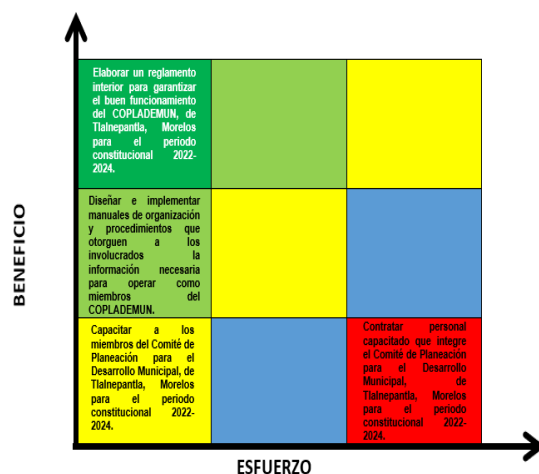 Elaborar un reglamento
interior para garantizar
el buen funcionamiento
del COPLADEMUN, de
Tlalnepantla, Morelos
para el periodo
constitucional 2022-
2024.
BENEFICIO
Diseñar e implementar
manuales de organización
y procedimientos que
otorguen a los
involucrados la
información necesaria
para operar como
miembros del
COPLADEMUN.
Capacitar a los
miembros del Comité de
Planeación para el
Desarrollo Municipal, de
Tlalnepantla, Morelos
para el periodo
constitucional 2022-
2024.
Contratar personal
capacitado que integre
el Comité de Planeación
para el Desarrollo
Municipal, de
Tlalnepantla, Morelos
para el periodo
constitucional 2022-
2024.
ESFUERZO